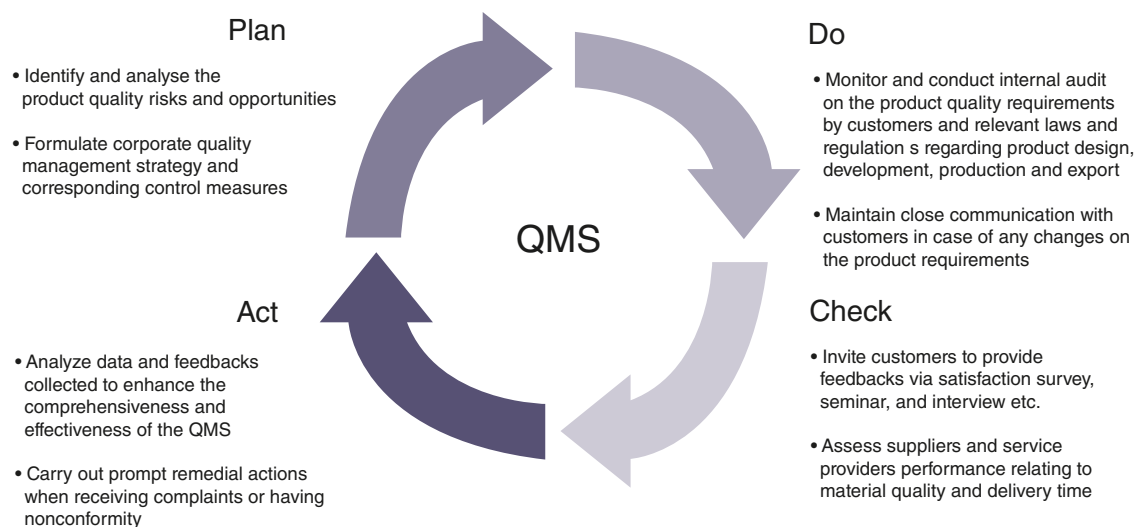 Plan
• Identify and analyse the
product quality risks and opportunities
• Formulate corporate quality
management strategy and
corresponding control measures
Do
• Monitor and conduct internal audit
on the product quality requirements
by customers and relevant laws and
regulation s regarding product design,
development, production and export
• Maintain close communication with
customers in case of any changes on
the product requirements
QMS
Act
• Analyze data and feedbacks
collected to enhance the
comprehensiveness and
effectiveness of the QMS
• Carry out prompt remedial actions
when receiving complaints or having
nonconformity
Check
• Invite customers to provide
feedbacks via satisfaction survey,
seminar, and interview etc.
• Assess suppliers and service
providers performance relating to
material quality and delivery time